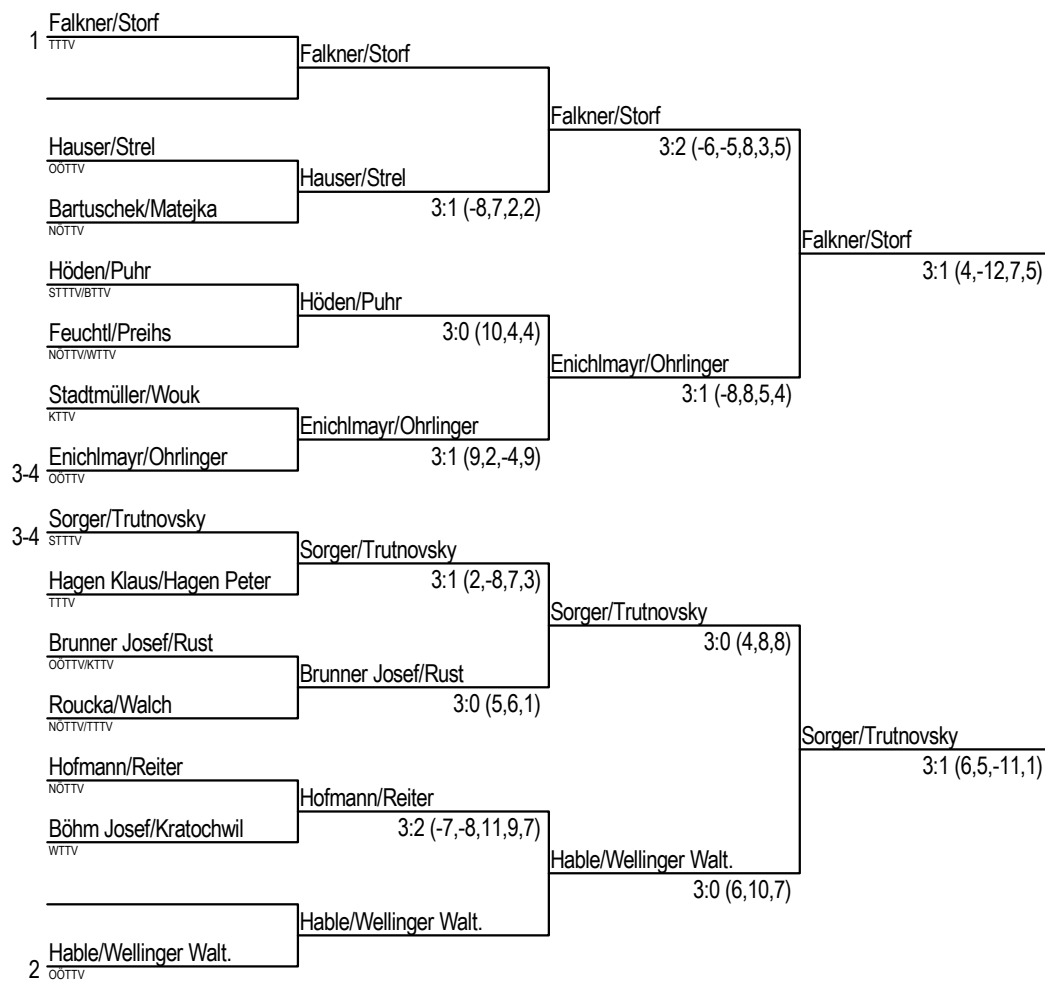 Falkner/Storf
1
TTTV
Falkner/Storf
Falkner/Storf
3:2 (-6,-5,8,3,5)
Hauser/Strel
OÖTTV
Hauser/Strel
3:1 (-8,7,2,2)
Bartuschek/Matejka
NÖTTV
Falkner/Storf
3:1 (4,-12,7,5)
Höden/Puhr
STTTV/BTTV
Höden/Puhr
3:0 (10,4,4)
Feuchtl/Preihs
NÖTTV/WTTV
Enichlmayr/Ohrlinger
3:1 (-8,8,5,4)
Stadtmüller/Wouk
KTTV
Enichlmayr/Ohrlinger
3:1 (9,2,-4,9)
Enichlmayr/Ohrlinger
3-4
OÖTTV
Sorger/Trutnovsky
3-4
STTTV
Sorger/Trutnovsky
3:1 (2,-8,7,3)
Hagen Klaus/Hagen Peter
TTTV
Sorger/Trutnovsky
3:0 (4,8,8)
Brunner Josef/Rust
OÖTTV/KTTV
Brunner Josef/Rust
3:0 (5,6,1)
Roucka/Walch
NÖTTV/TTTV
Sorger/Trutnovsky
3:1 (6,5,-11,1)
Hofmann/Reiter
NÖTTV
Hofmann/Reiter
3:2 (-7,-8,11,9,7)
Böhm Josef/Kratochwil
WTTV
Hable/Wellinger Walt.
3:0 (6,10,7)
Hable/Wellinger Walt.
Hable/Wellinger Walt.
2
OÖTTV